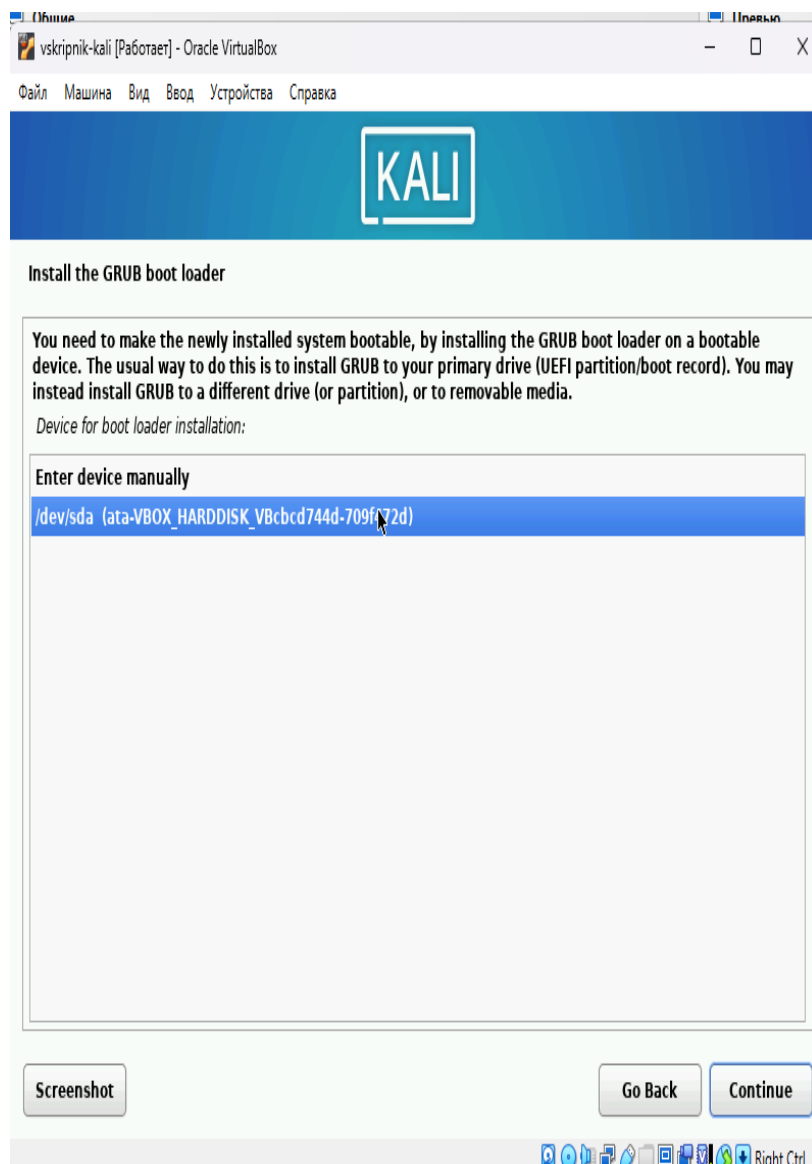 Общие Превью
vskripnik-kali [Работает] - Oracle VirtualBox
Файл Машина Вид Ввод Устройства Справка
KALI
Install the GRUB boot loader
You need to make the newly installed system bootable, by installing the GRUB boot loader on a bootable
device. The usual way to do this is to install GRUB to your primary drive (UEFI partition/boot record). You may
instead install GRUB to a different drive (or partition), or to removable media.
Device for boot loader installation:
Enter device manually
/dev/sda (ata-VBOX_HARDDISK_VBcbcd744d-709f472d)
Screenshot Go Back Continue
Right Ctrl